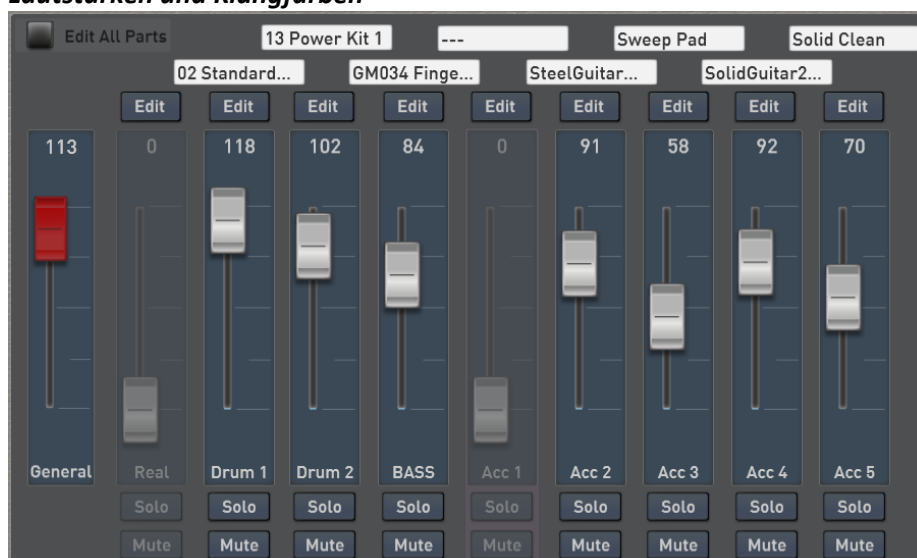 Lautstärken und Klangfarben
Edit All Parts 13 Power Kit 1 --- Sweep Pad Solid Clean
02 Standard... GM034 Finge... SteelGuitar... SolidGuitar2...
Edit Edit Edit Edit Edit Edit Edit Edit Edit
113 0 118 102 84 0 91 58 92 70
General Real Drum 1 Drum 2 BASS Acc 1 Acc 2 Acc 3 Acc 4 Acc 5
Solo Solo Solo Solo Solo Solo Solo Solo Solo
Mute Mute Mute Mute Mute Mute Mute Mute Mute